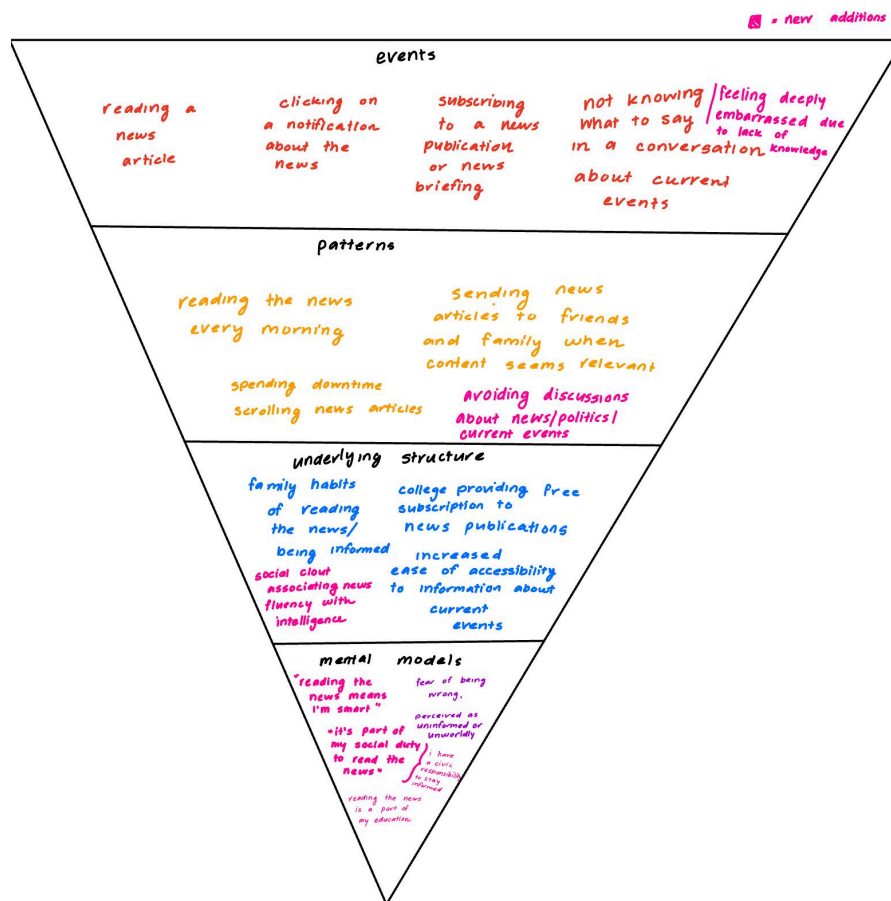 = new additions
events
reading a
news
article
clicking on
a notification
about the
news
subscribing
to a news
publication
or news
briefing
not knowing
what to say
in a conversation
about current
events
/feeling deeply
embarrassed due
to lack of
knowledge
patterns
reading the news
every morning
sending news
articles to friends
and family when
content seems relevant
spending downtime
scrolling news articles
avoiding discussions
about news/politics/
current events
underlying structure
family habits
of reading
the news/
being informed
college providing free
subscription to
news publications
social clout
associating news
fluency with
intelligence
increased
ease of accessibility
to information about
current
events
mental models
"reading the
news means
I'm smart"
fear of being
wrong.
perceived as
uninformed or
unworldly
"it's part of
my social duty
to read the
news"
i have
a civic
responsibility
to stay
informed
reading the news
is a part of
my education